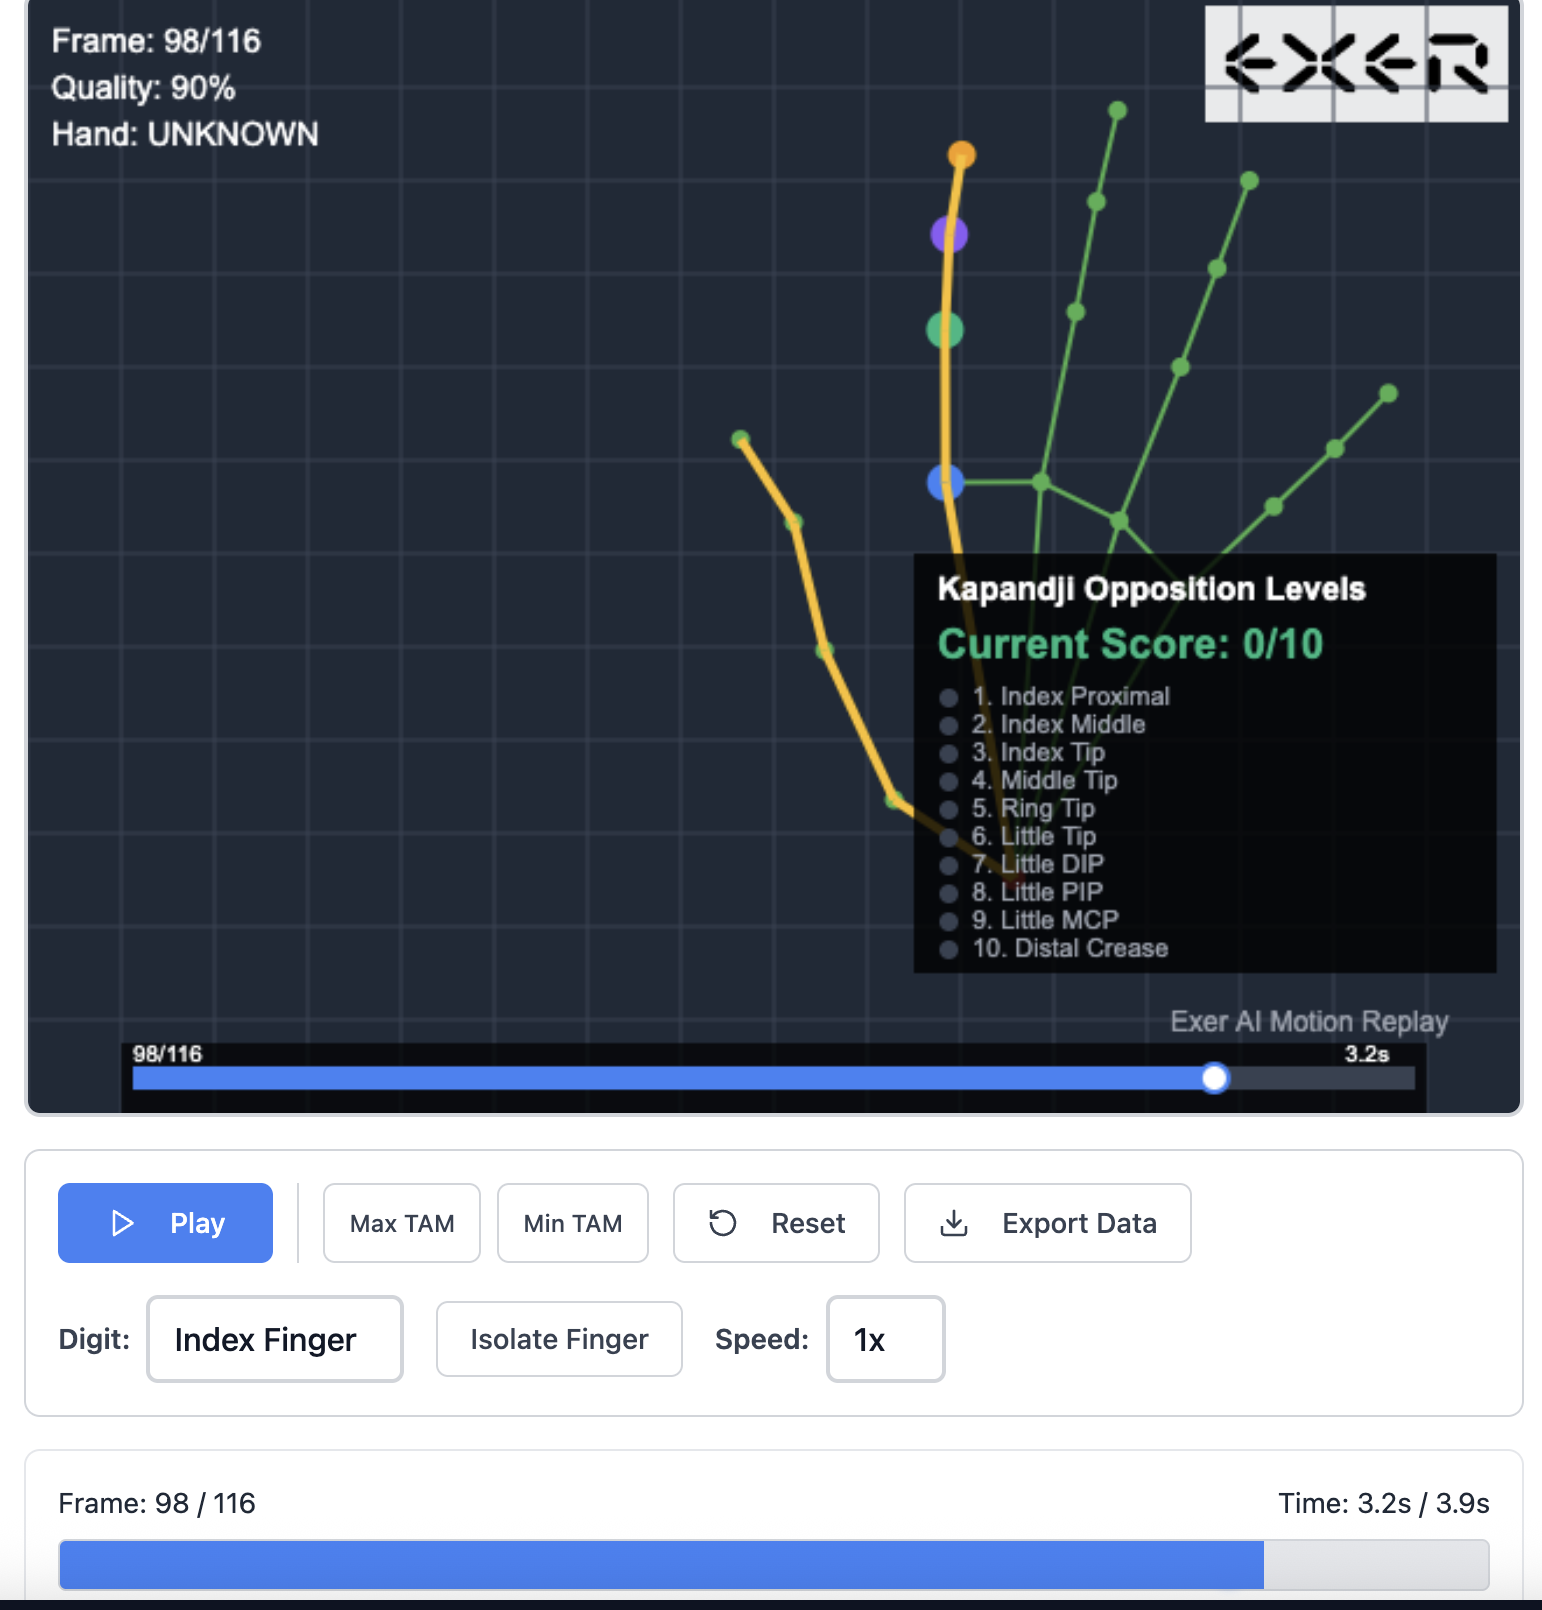 Frame: 98/116
Quality: 90%
Hand: UNKNOWN
EXER
Kapandji Opposition Levels
Current Score: 0/10
1. Index Proximal
2. Index Middle
3. Index Tip
4. Middle Tip
5. Ring Tip
6. Little Tip
7. Little DIP
8. Little PIP
9. Little MCP
10. Distal Crease
Exer AI Motion Replay
98/116 3.2s
Play Max TAM Min TAM Reset Export Data
Digit: Index Finger Isolate Finger Speed: 1x
Frame: 98 / 116 Time: 3.2s / 3.9s